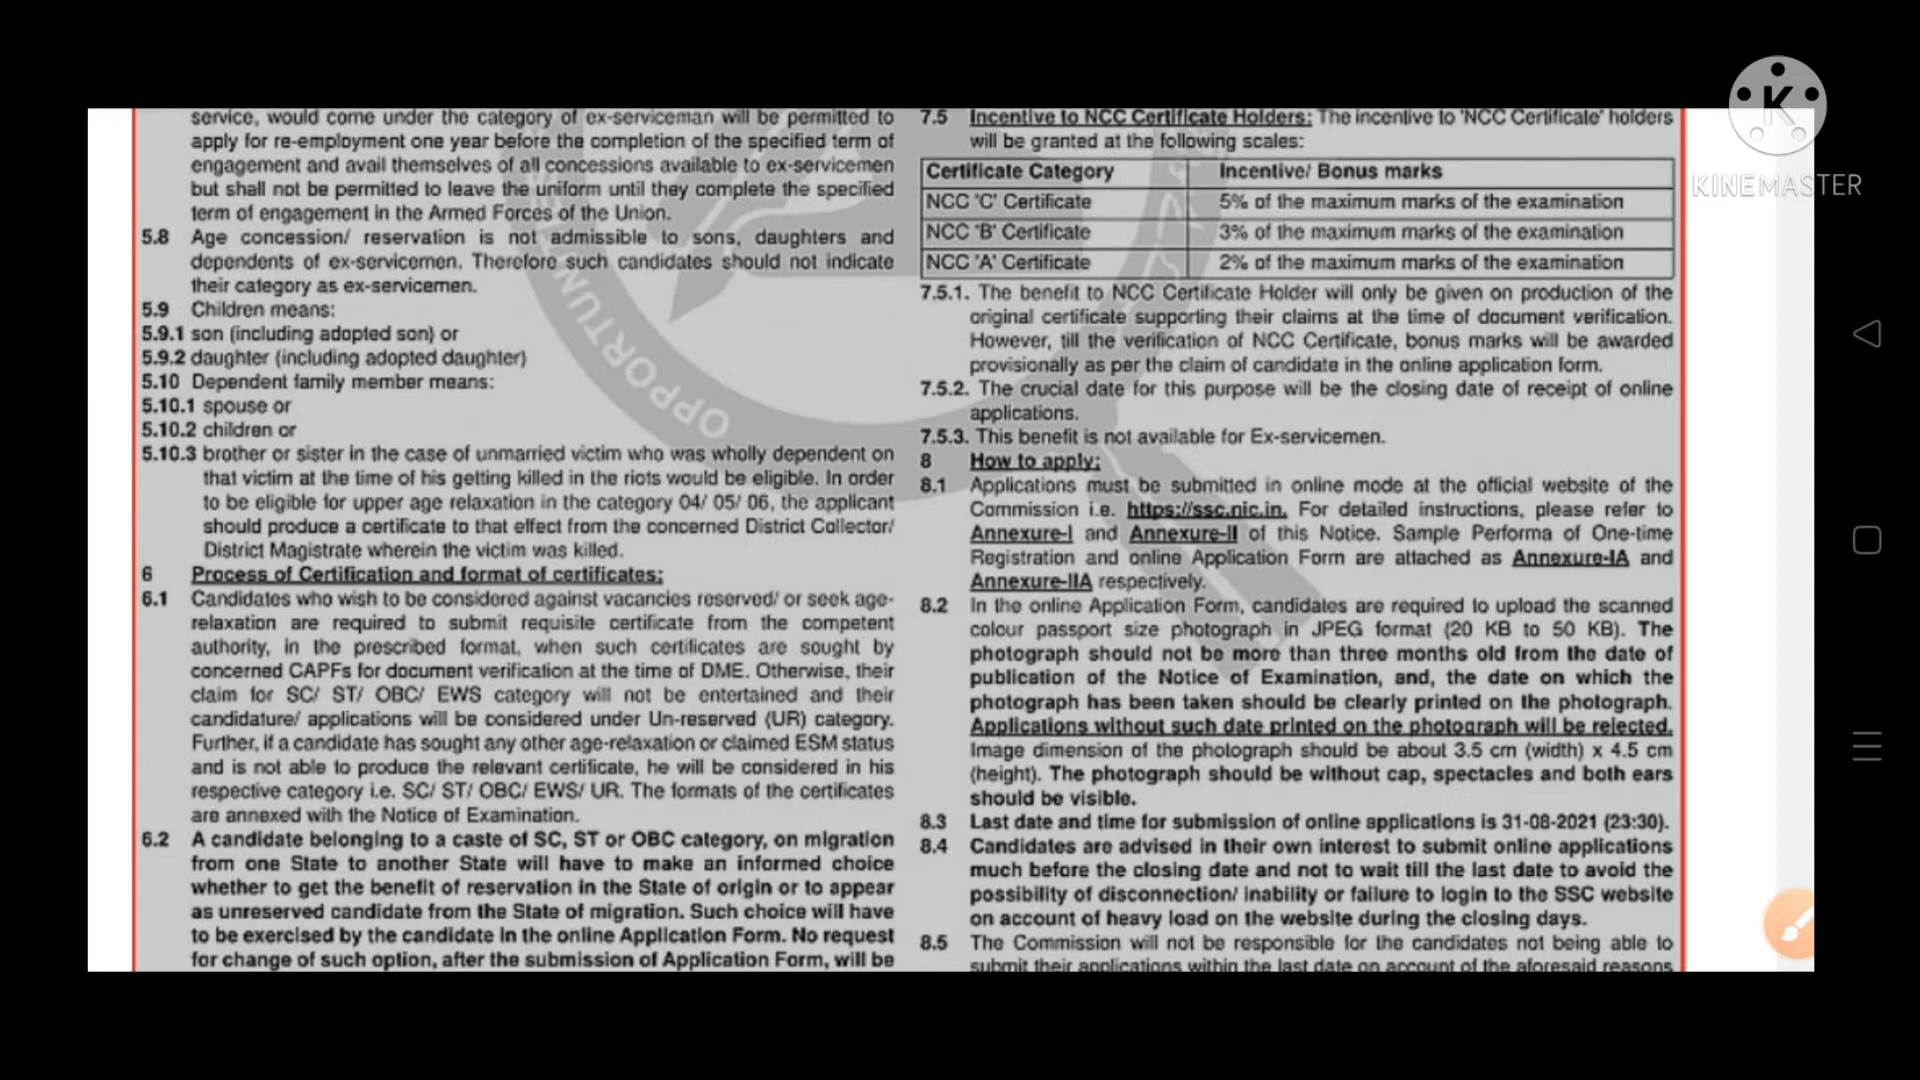 service, would come under the category of ex-serviceman will be permitted to
apply for re-employment one year before the completion of the specified term of
engagement and avail themselves of all concessions available to ex-servicemen
but shall not be permitted to leave the uniform until they complete the specified
term of engagement in the Armed Forces of the Union.
5.8 Age concession/ reservation is not admissible to sons, daughters and
dependents of ex-servicemen. Therefore such candidates should not indicate
their category as ex-servicemen.
5.9 Children means:
5.9.1 son (including adopted son) or
5.9.2 daughter (including adopted daughter)
5.10 Dependent family member means:
5.10.1 spouse or
5.10.2 children or
5.10.3 brother or sister in the case of unmarried victim who was wholly dependent on
that victim at the time of his getting killed in the riots would be eligible. In order
to be eligible for upper age relaxation in the category 04/ 05/ 06, the applicant
should produce a certificate to that effect from the concerned District Collector/
District Magistrate wherein the victim was killed.
6 Process of Certification and format of certificates:
6.1 Candidates who wish to be considered against vacancies reserved/ or seek age-
relaxation are required to submit requisite certificate from the competent
authority, in the prescribed format, when such certificates are sought by
concerned CAPFs for document verification at the time of DME. Otherwise, their
claim for SC/ ST/ OBC/ EWS category will not be entertained and their
candidature/ applications will be considered under Un-reserved (UR) category.
Further, if a candidate has sought any other age-relaxation or claimed ESM status
and is not able to produce the relevant certificate, he will be considered in his
respective category i.e. SC/ ST/ OBC/ EWS/ UR. The formats of the certificates
are annexed with the Notice of Examination.
6.2 A candidate belonging to a caste of SC, ST or OBC category, on migration
from one State to another State will have to make an informed choice
whether to get the benefit of reservation in the State of origin or to appear
as unreserved candidate from the State of migration. Such choice will have
to be exercised by the candidate in the online Application Form. No request
for change of such option, after the submission of Application Form, will be
7.5 Incentive to NCC Certificate Holders: The incentive to 'NCC Certificate' holders
will be granted at the following scales:
Certificate Category Incentive/ Bonus marks
NCC 'C' Certificate 5% of the maximum marks of the examination
NCC 'B' Certificate 3% of the maximum marks of the examination
NCC 'A' Certificate 2% of the maximum marks of the examination
7.5.1. The benefit to NCC Certificate Holder will only be given on production of the
original certificate supporting their claims at the time of document verification.
However, till the verification of NCC Certificate, bonus marks will be awarded
provisionally as per the claim of candidate in the online application form.
7.5.2. The crucial date for this purpose will be the closing date of receipt of online
applications.
7.5.3. This benefit is not available for Ex-servicemen.
8 How to apply:
8.1 Applications must be submitted in online mode at the official website of the
Commission i.e. https://ssc.nic.in. For detailed instructions, please refer to
Annexure-I and Annexure-II of this Notice. Sample Performa of One-time
Registration and online Application Form are attached as Annexure-IA and
Annexure-IIA respectively.
8.2 In the online Application Form, candidates are required to upload the scanned
colour passport size photograph in JPEG format (20 KB to 50 KB). The
photograph should not be more than three months old from the date of
publication of the Notice of Examination, and, the date on which the
photograph has been taken should be clearly printed on the photograph.
Applications without such date printed on the photograph will be rejected.
Image dimension of the photograph should be about 3.5 cm (width) x 4.5 cm
(height). The photograph should be without cap, spectacles and both ears
should be visible.
8.3 Last date and time for submission of online applications is 31-08-2021 (23:30).
8.4 Candidates are advised in their own interest to submit online applications
much before the closing date and not to wait till the last date to avoid the
possibility of disconnection/ inability or failure to login to the SSC website
on account of heavy load on the website during the closing days.
8.5 The Commission will not be responsible for the candidates not being able to
submit their applications within the last date on account of the aforesaid reasons
K
KINEMASTER